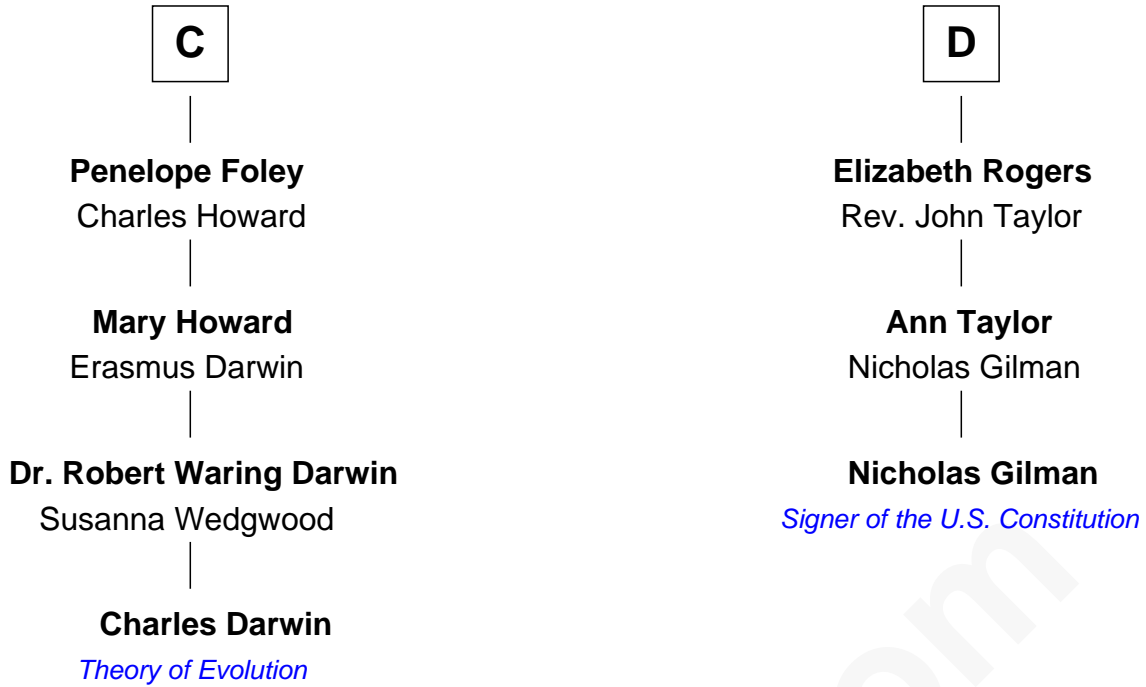 C
Penelope Foley
Charles Howard
Mary Howard
Erasmus Darwin
Dr. Robert Waring Darwin
Susanna Wedgwood
Charles Darwin
Theory of Evolution
D
Elizabeth Rogers
Rev. John Taylor
Ann Taylor
Nicholas Gilman
Nicholas Gilman
Signer of the U.S. Constitution
om